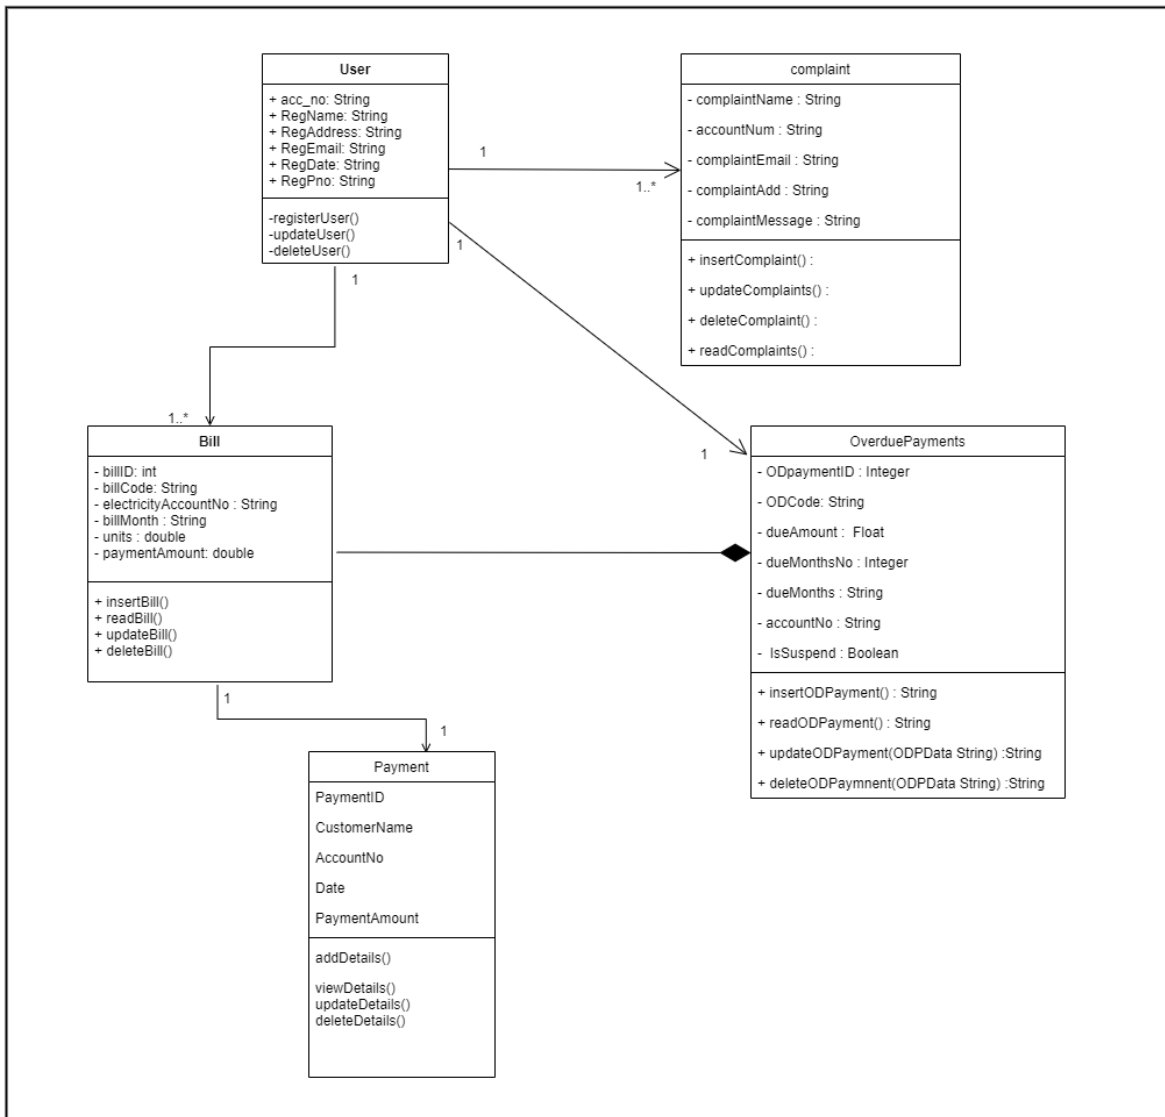 User
+ acc_no: String
+ RegName: String
+ RegAddress: String
+ RegEmail: String
+ RegDate: String
+ RegPno: String
-registerUser()
-updateUser()
-deleteUser()
complaint
- complaintName : String
- accountNum : String
- complaintEmail : String
- complaintAdd : String
- complaintMessage : String
+ insertComplaint() :
+ updateComplaints() :
+ deleteComplaint() :
+ readComplaints() :
1
1..*
1
1
1
1..*
Bill
- billID: int
- billCode: String
- electricityAccountNo : String
- billMonth : String
- units : double
- paymentAmount: double
+ insertBill()
+ readBill()
+ updateBill()
+ deleteBill()
OverduePayments
- ODpaymentID : Integer
- ODCode: String
- dueAmount :  Float
- dueMonthsNo : Integer
- dueMonths : String
- accountNo : String
-  IsSuspend : Boolean
+ insertODPayment() : String
+ readODPayment() : String
+ updateODPayment(ODPData String) :String
+ deleteODPaymnent(ODPData String) :String
1
1
Payment
PaymentID
CustomerName
AccountNo
Date
PaymentAmount
addDetails()
viewDetails()
updateDetails()
deleteDetails()